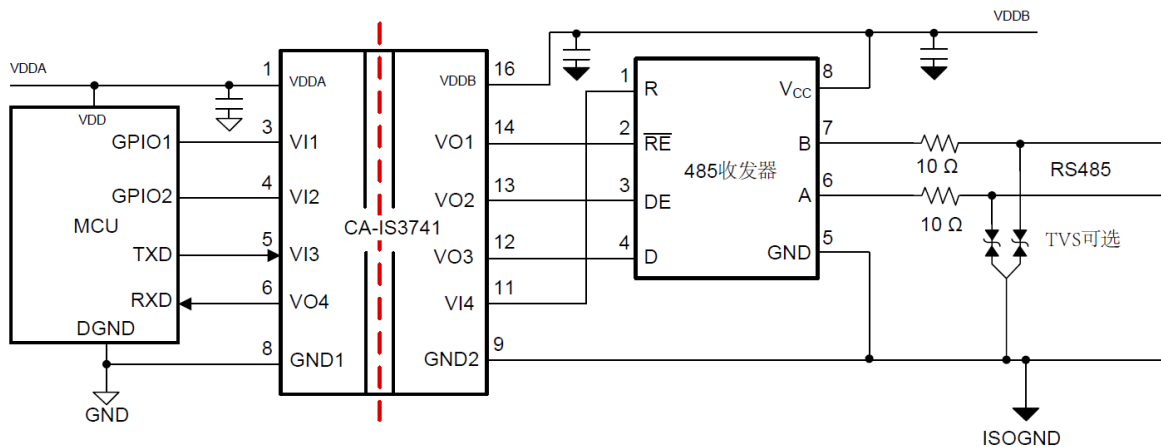 VDDA
VDD
GPIO1
GPIO2
MCU
TXD
RXD
DGND
GND
1
3
4
5
6
8
VDDA
VI1
VI2
VI3
VO4
GND1
CA-IS3741
VDDB
VO1
VO2
VO3
VI4
GND2
16
14
13
12
11
9
VDDB
1
2
3
4
R
RE
DE
D
485收发器
VCC
B
A
GND
8
7
6
5
10 Ω
10 Ω
RS485
TVS可选
ISOGND